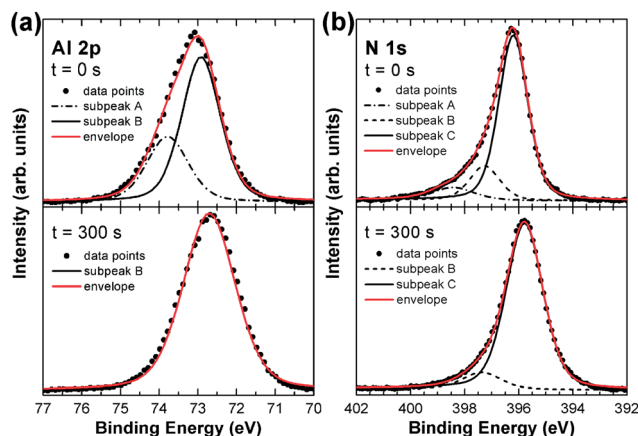 (a)
Al 2p
t = 0 s
data points
subpeak A
subpeak B
envelope
t = 300 s
data points
subpeak B
envelope
Intensity (arb. units)
77 76 75 74 73 72 71 70
Binding Energy (eV)
(b)
N 1s
t = 0 s
data points
subpeak A
subpeak B
subpeak C
envelope
t = 300 s
data points
subpeak B
subpeak C
envelope
Intensity (arb. units)
402 400 398 396 394 392
Binding Energy (eV)